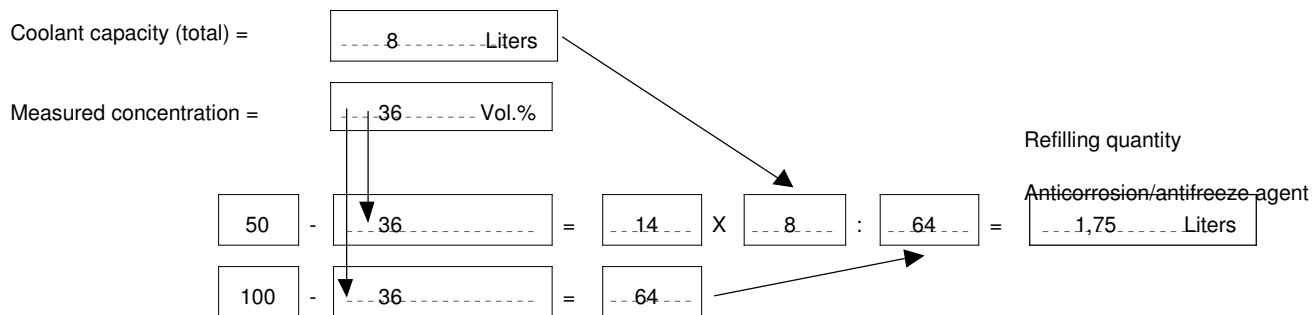 Coolant capacity (total) = 8 Liters
Measured concentration = 36 Vol.%
Refilling quantity
Anticorrosion/antifreeze agent
50 - 36 = 14 X 8 : 64 = 1,75 Liters
100 - 36 = 64